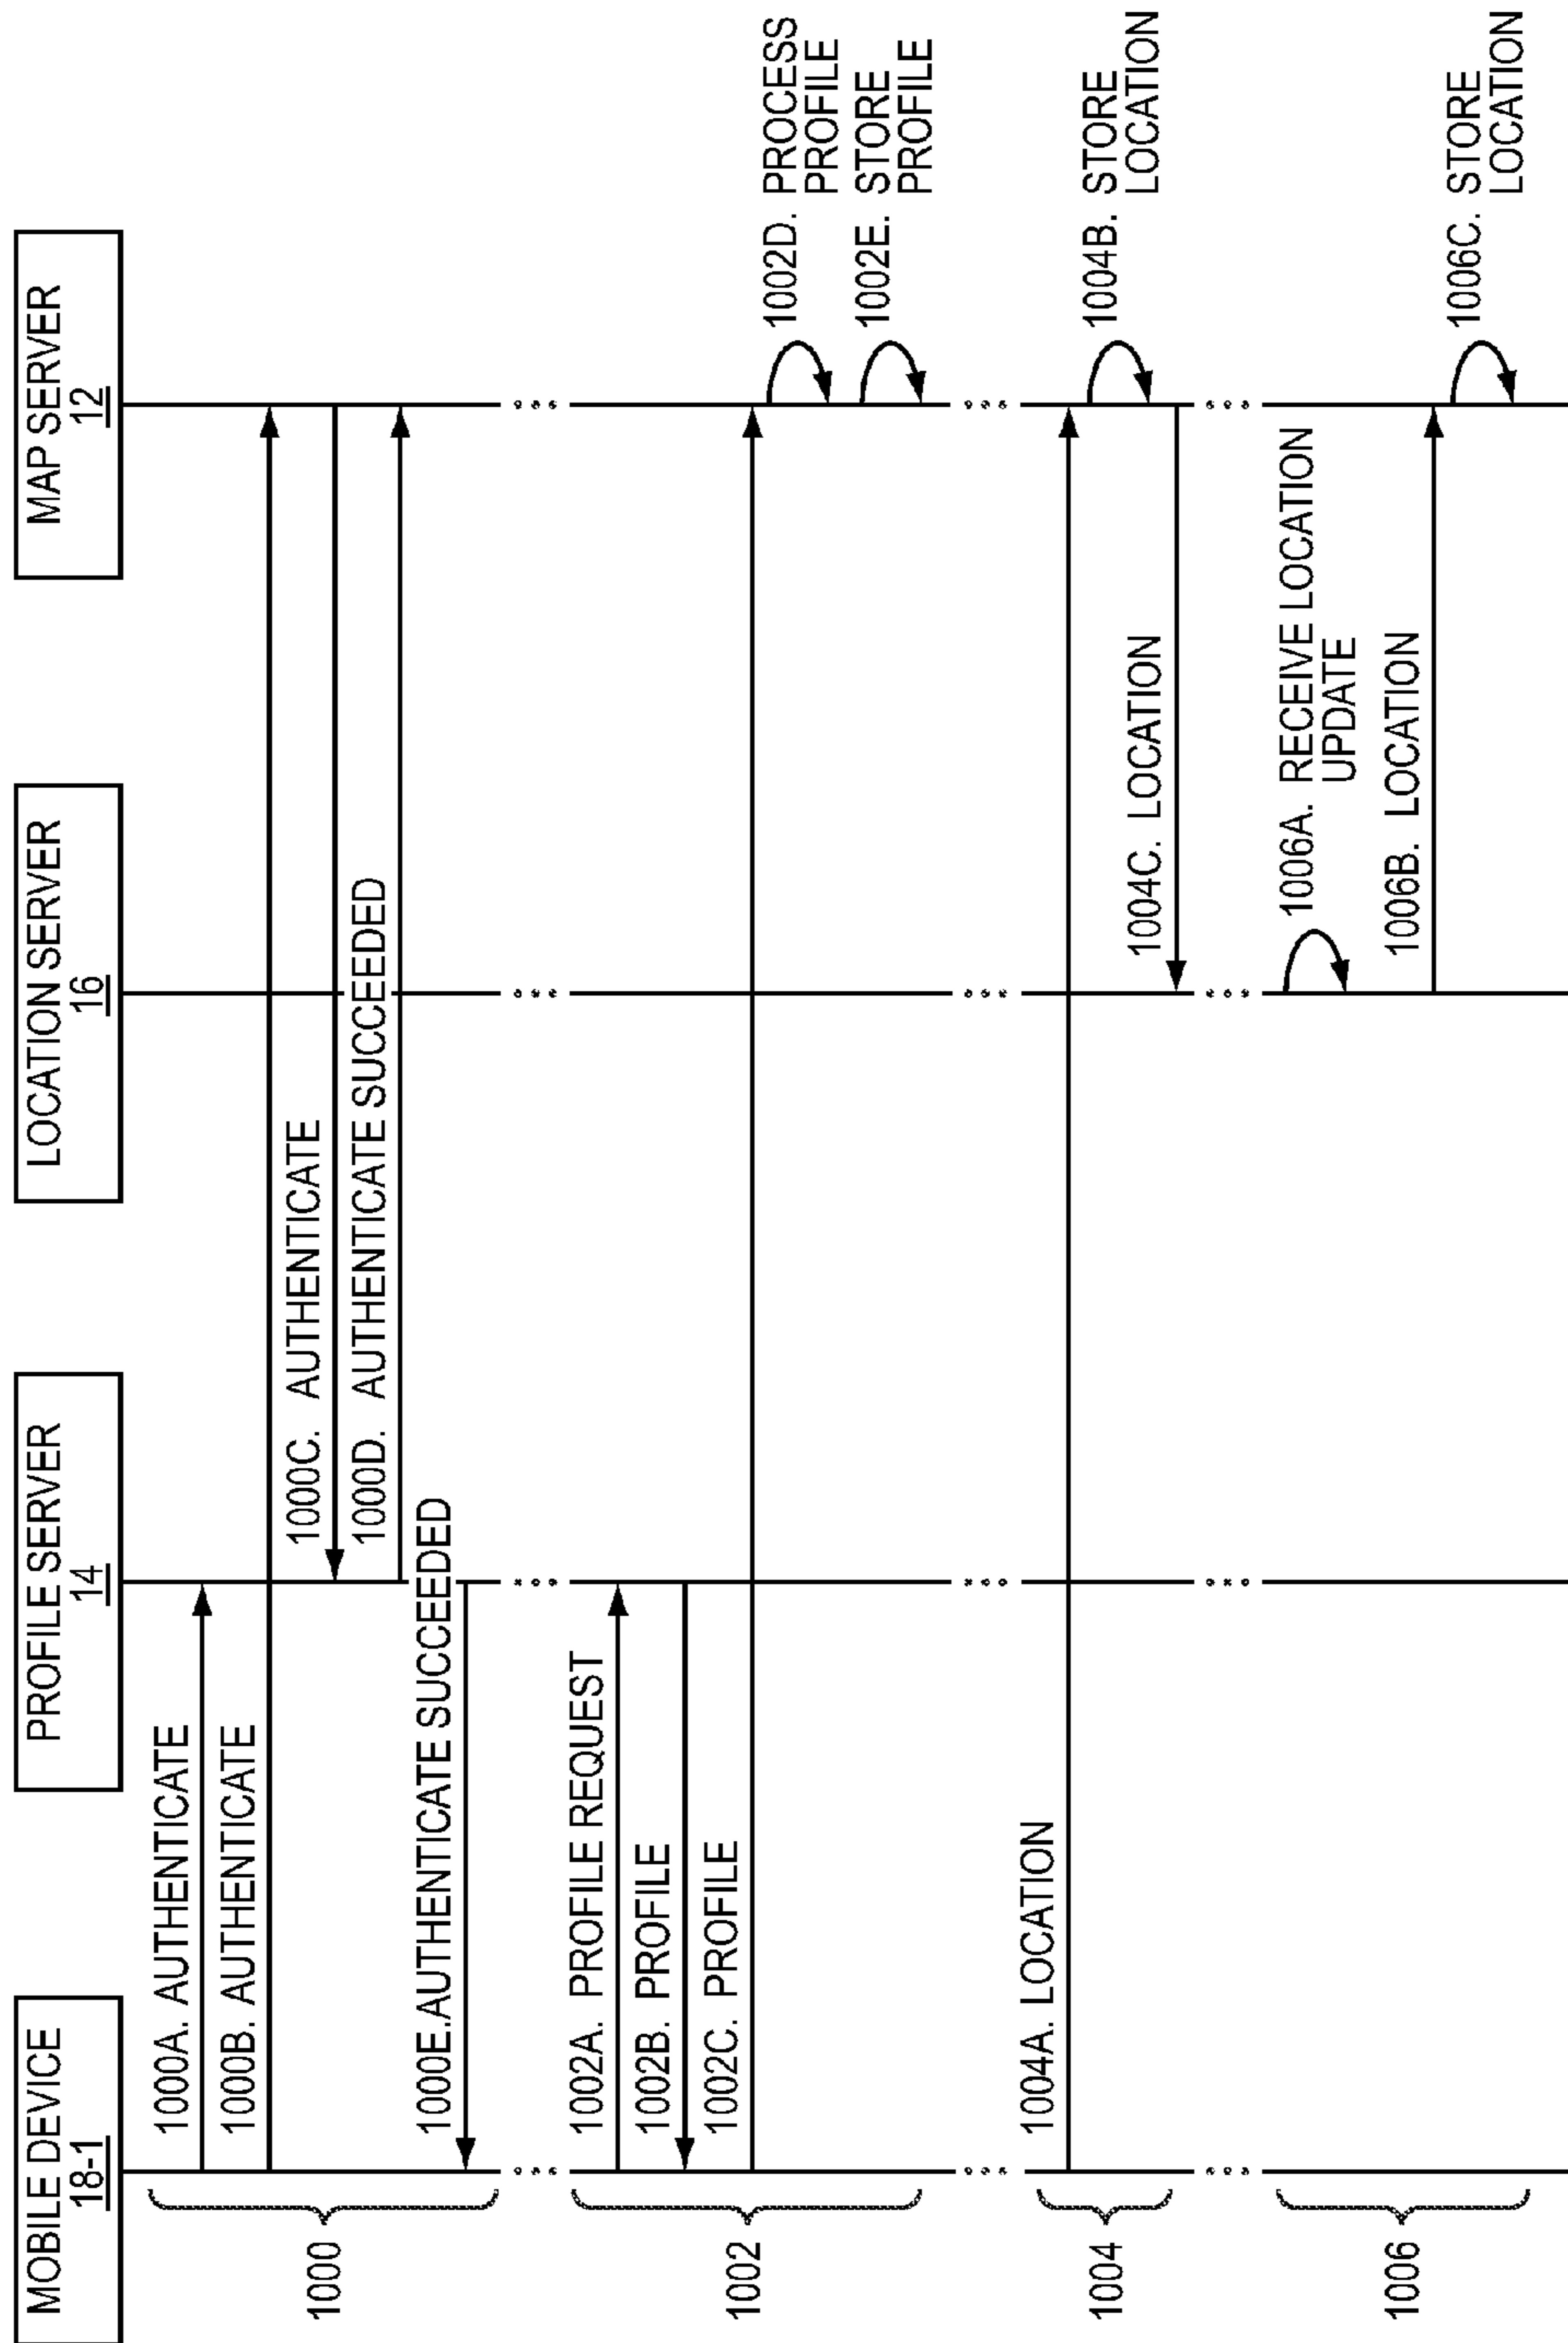 MOBILE DEVICE
18-1
PROFILE SERVER
14
LOCATION SERVER
16
MAP SERVER
12
1000
1000A. AUTHENTICATE
1000B. AUTHENTICATE
1000C. AUTHENTICATE
1000D. AUTHENTICATE SUCCEEDED
1000E.AUTHENTICATE SUCCEEDED
1002
1002A. PROFILE REQUEST
1002B. PROFILE
1002C. PROFILE
1002D. PROCESS
PROFILE
1002E. STORE
PROFILE
1004
1004A. LOCATION
1004B. STORE
LOCATION
1004C. LOCATION
1006
1006A. RECEIVE LOCATION
UPDATE
1006B. LOCATION
1006C. STORE
LOCATION